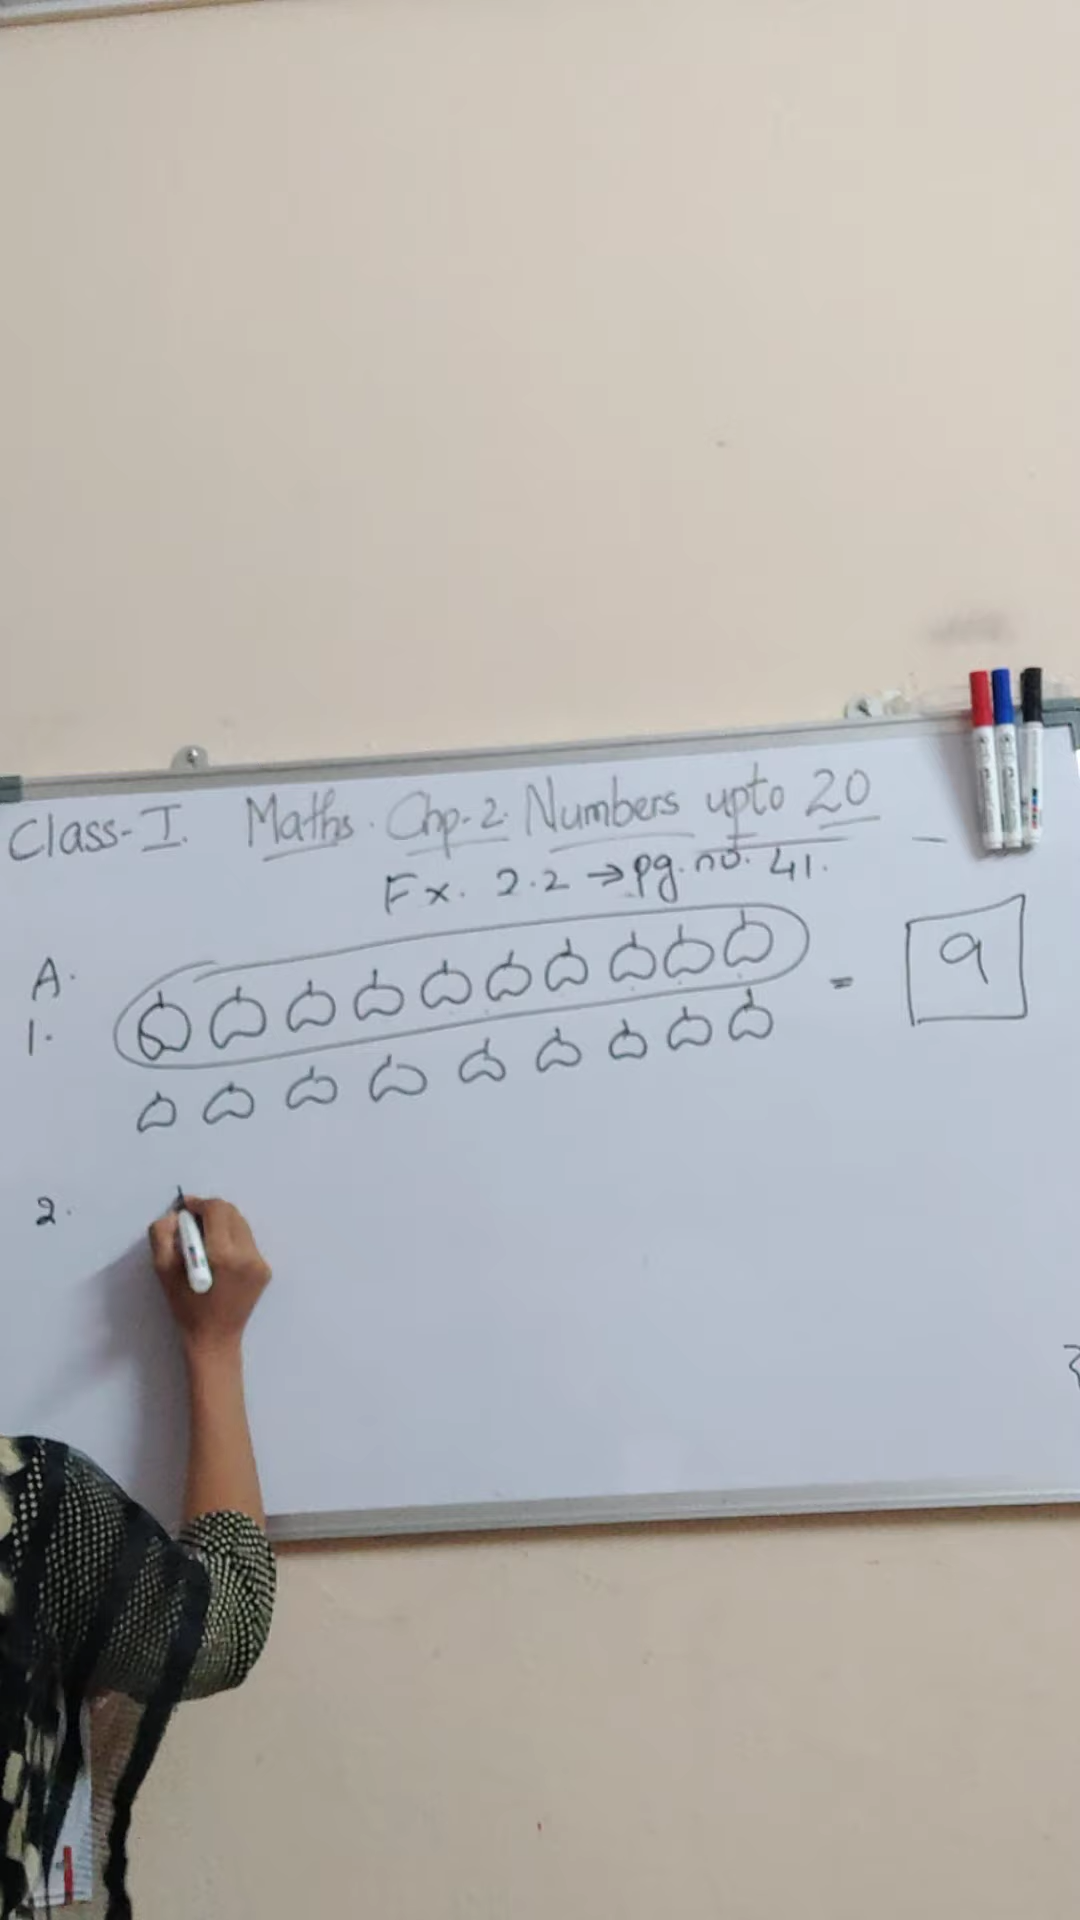 Class-I. Maths. Chp-2. Numbers upto 20
Ex. 2.2 → pg. no. 41.
A.
1.
= 9
2.